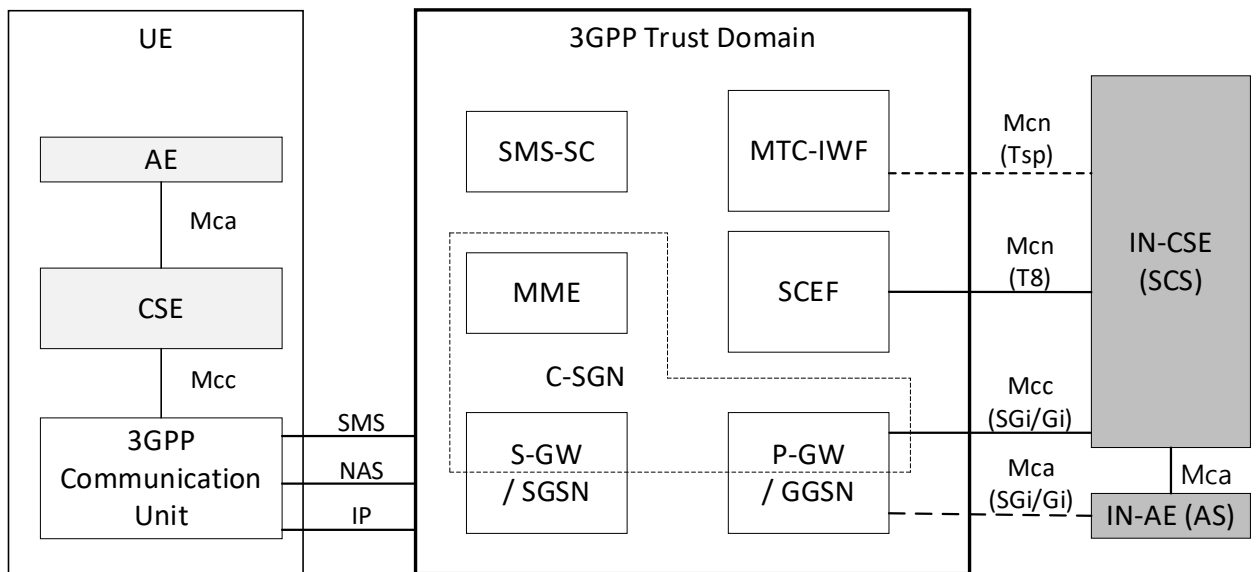 UE
AE
Mca
CSE
Mcc
3GPP
Communication
Unit
SMS
NAS
IP
3GPP Trust Domain
SMS-SC
MTC-IWF
MME
SCEF
C-SGN
S-GW
/ SGSN
P-GW
/ GGSN
Mcn
(Tsp)
Mcn
(T8)
Mcc
(SGi/Gi)
Mca
(SGi/Gi)
IN-CSE
(SCS)
Mca
IN-AE (AS)